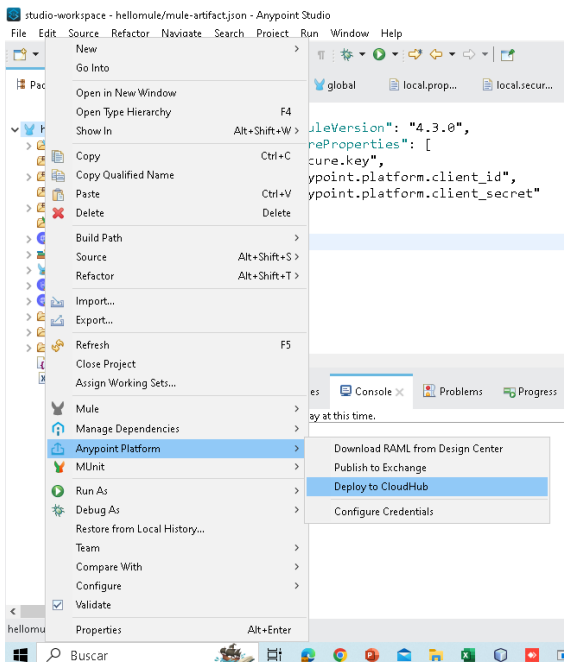 studio-workspace - hellomule/mule-artifact.json - Anypoint Studio
File Edit Source Refactor Navigate Search Project Run Window Help
New
Go Into
Open in New Window
Open Type Hierarchy F4
Show In Alt+Shift+W
Copy Ctrl+C
Copy Qualified Name
Paste Ctrl+V
Delete Delete
Build Path
Source Alt+Shift+S
Refactor Alt+Shift+T
Import...
Export...
Refresh F5
Close Project
Assign Working Sets...
Mule
Manage Dependencies
Anypoint Platform
MUnit
Run As
Debug As
Restore from Local History...
Team
Compare With
Configure
Validate
Properties Alt+Enter
Download RAML from Design Center
Publish to Exchange
Deploy to CloudHub
Configure Credentials
Pac
global local.prop... local.secur...
h
uleVersion": "4.3.0",
reProperties": [
cure.key",
ypoint.platform.client_id",
ypoint.platform.client_secret"
es Console Problems Progress
ay at this time.
hellomu
Buscar